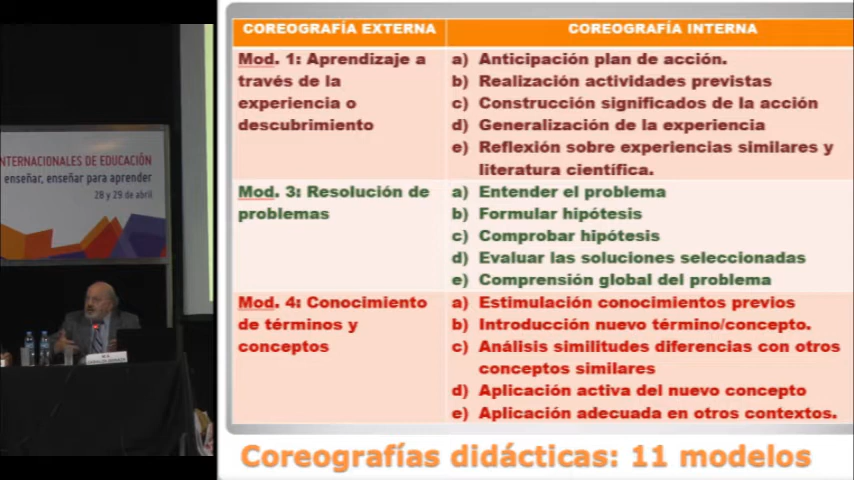 NTERNACIONALES DE EDUCACIÓN
enseñar, enseñar para aprender
28 y 29 de abril
COREOGRAFÍA EXTERNA
COREOGRAFÍA INTERNA
Mod. 1: Aprendizaje a
través de la
experiencia o
descubrimiento
a) Anticipación plan de acción.
b) Realización actividades previstas
c) Construcción significados de la acción
d) Generalización de la experiencia
e) Reflexión sobre experiencias similares y
literatura científica.
Mod. 3: Resolución de
problemas
a) Entender el problema
b) Formular hipótesis
c) Comprobar hipótesis
d) Evaluar las soluciones seleccionadas
e) Comprensión global del problema
Mod. 4: Conocimiento
de términos y
conceptos
a) Estimulación conocimientos previos
b) Introducción nuevo término/concepto.
c) Análisis similitudes diferencias con otros
conceptos similares
d) Aplicación activa del nuevo concepto
e) Aplicación adecuada en otros contextos.
Coreografías didácticas: 11 modelos